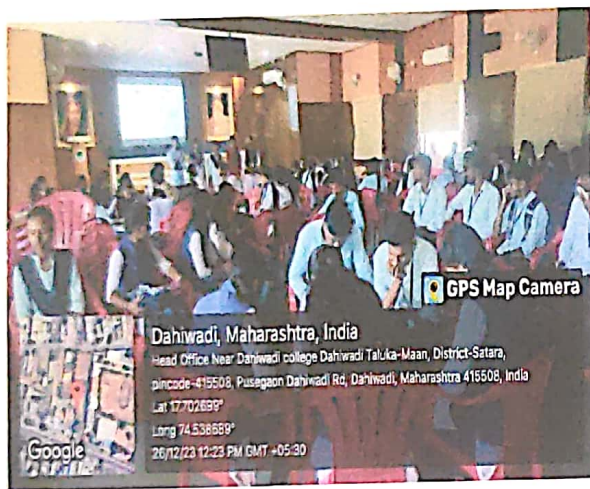 GPS Map Camera
Dahiwadi, Maharashtra, India
Head Office Near Dahiwadi college Dahiwadi Taluka-Maan, District-Satara,
pincode-415508, Pusegaon Dahiwadi Rd, Dahiwadi, Maharashtra 415508, India
Lat 17.702699°
Long 74.538689°
26/12/23 12:23 PM GMT +05:30
Google